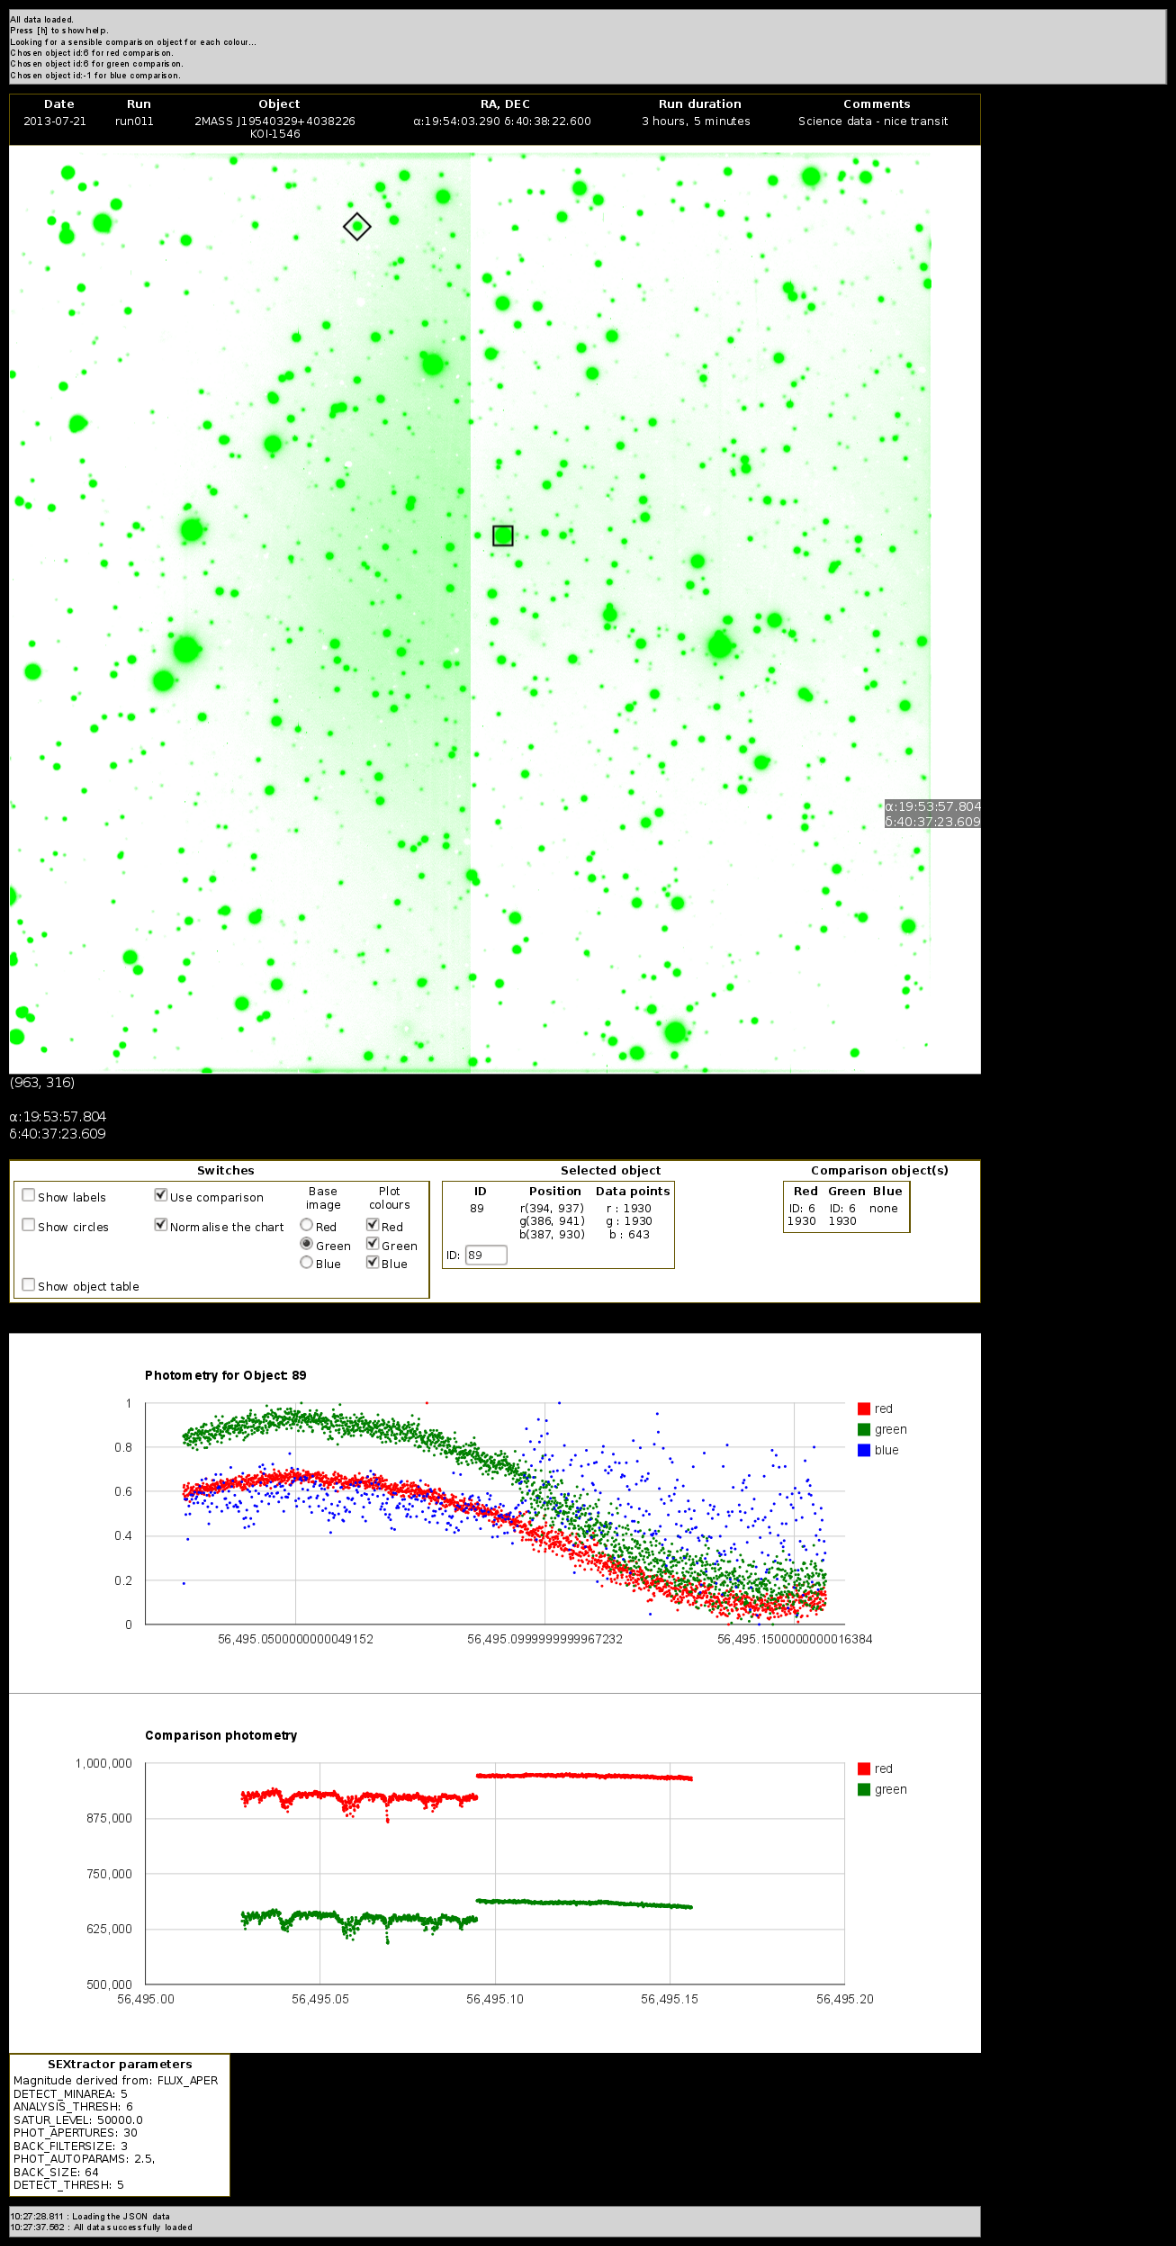 All data loaded.
Press [h] to show help.
Looking for a sensible comparison object for each colour...
Chosen object id:6 for red comparison.
Chosen object id:6 for green comparison.
Chosen object id:-1 for blue comparison.
Date Run Object RA, DEC Run duration Comments
2013-07-21 run011 2MASS J19540329+4038226 α:19:54:03.290 δ:40:38:22.600 3 hours, 5 minutes Science data - nice transit
KOI-1546
α:19:53:57.804
δ:40:37:23.609
(963, 316)
α:19:53:57.804
δ:40:37:23.609
Switches Selected object Comparison object(s)
Show labels Use comparison Base image Plot colours
Show circles Normalise the chart Red Red
Green Green
Blue Blue
Show object table
ID Position Data points
89 r(394, 937) r : 1930
g(386, 941) g : 1930
b(387, 930) b : 643
ID: 89
Red Green Blue
ID: 6 ID: 6 none
1930 1930
Photometry for Object: 89
1
0.8
0.6
0.4
0.2
0
56,495.0500000000049152 56,495.0999999999967232 56,495.1500000000016384
red
green
blue
Comparison photometry
1,000,000
875,000
750,000
625,000
500,000
56,495.00 56,495.05 56,495.10 56,495.15 56,495.20
red
green
SEXtractor parameters
Magnitude derived from: FLUX_APER
DETECT_MINAREA: 5
ANALYSIS_THRESH: 6
SATUR_LEVEL: 50000.0
PHOT_APERTURES: 30
BACK_FILTERSIZE: 3
PHOT_AUTOPARAMS: 2.5,
BACK_SIZE: 64
DETECT_THRESH: 5
10:27:28.811 : Loading the JSON data
10:27:37.562 : All data successfully loaded